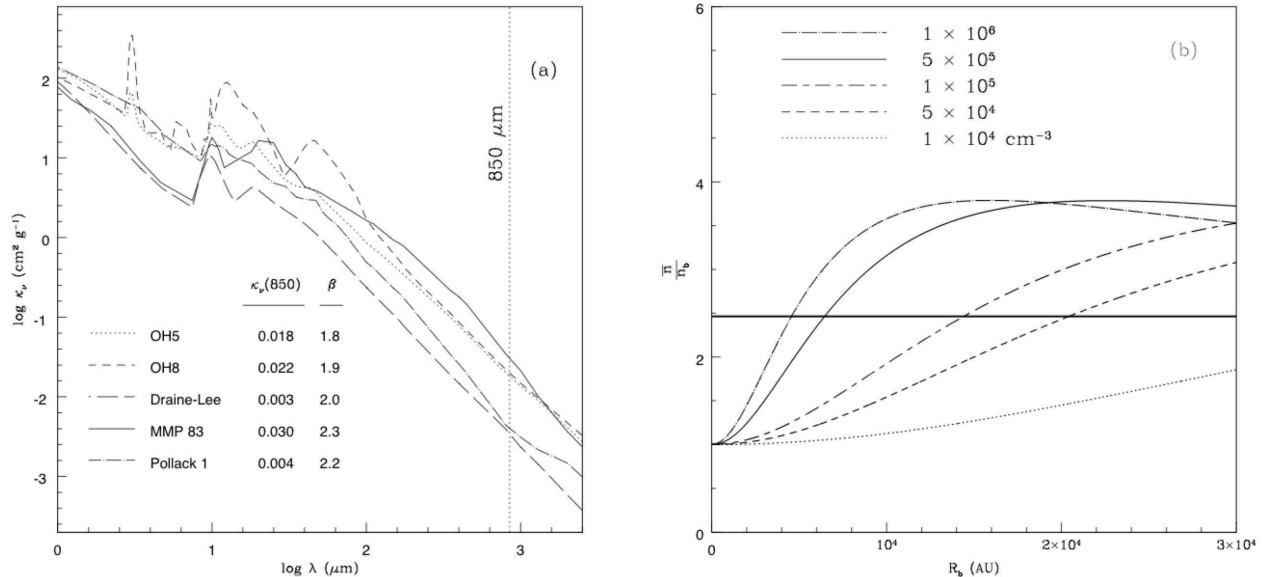 (a)
850 μm
log κν (cm² g⁻¹)
2
1
0
-1
-2
-3
κν(850) β
OH5 0.018 1.8
OH8 0.022 1.9
Draine-Lee 0.003 2.0
MMP 83 0.030 2.3
Pollack 1 0.004 2.2
0 1 2 3
log λ (μm)
(b)
1 × 10⁶
5 × 10⁵
1 × 10⁵
5 × 10⁴
1 × 10⁴ cm⁻³
6
4
2
0
n̅
n_b
0 10⁴ 2×10⁴ 3×10⁴
R_b (AU)